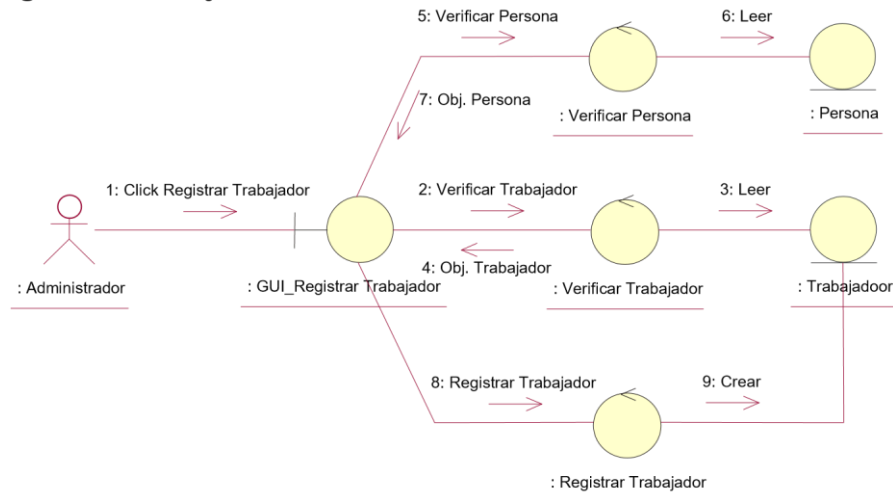 5: Verificar Persona
6: Leer
7: Obj. Persona
: Verificar Persona
: Persona
1: Click Registrar Trabajador
2: Verificar Trabajador
3: Leer
4: Obj. Trabajador
: Administrador
: GUI_Registrar Trabajador
: Verificar Trabajador
: Trabajadoor
8: Registrar Trabajador
9: Crear
: Registrar Trabajador